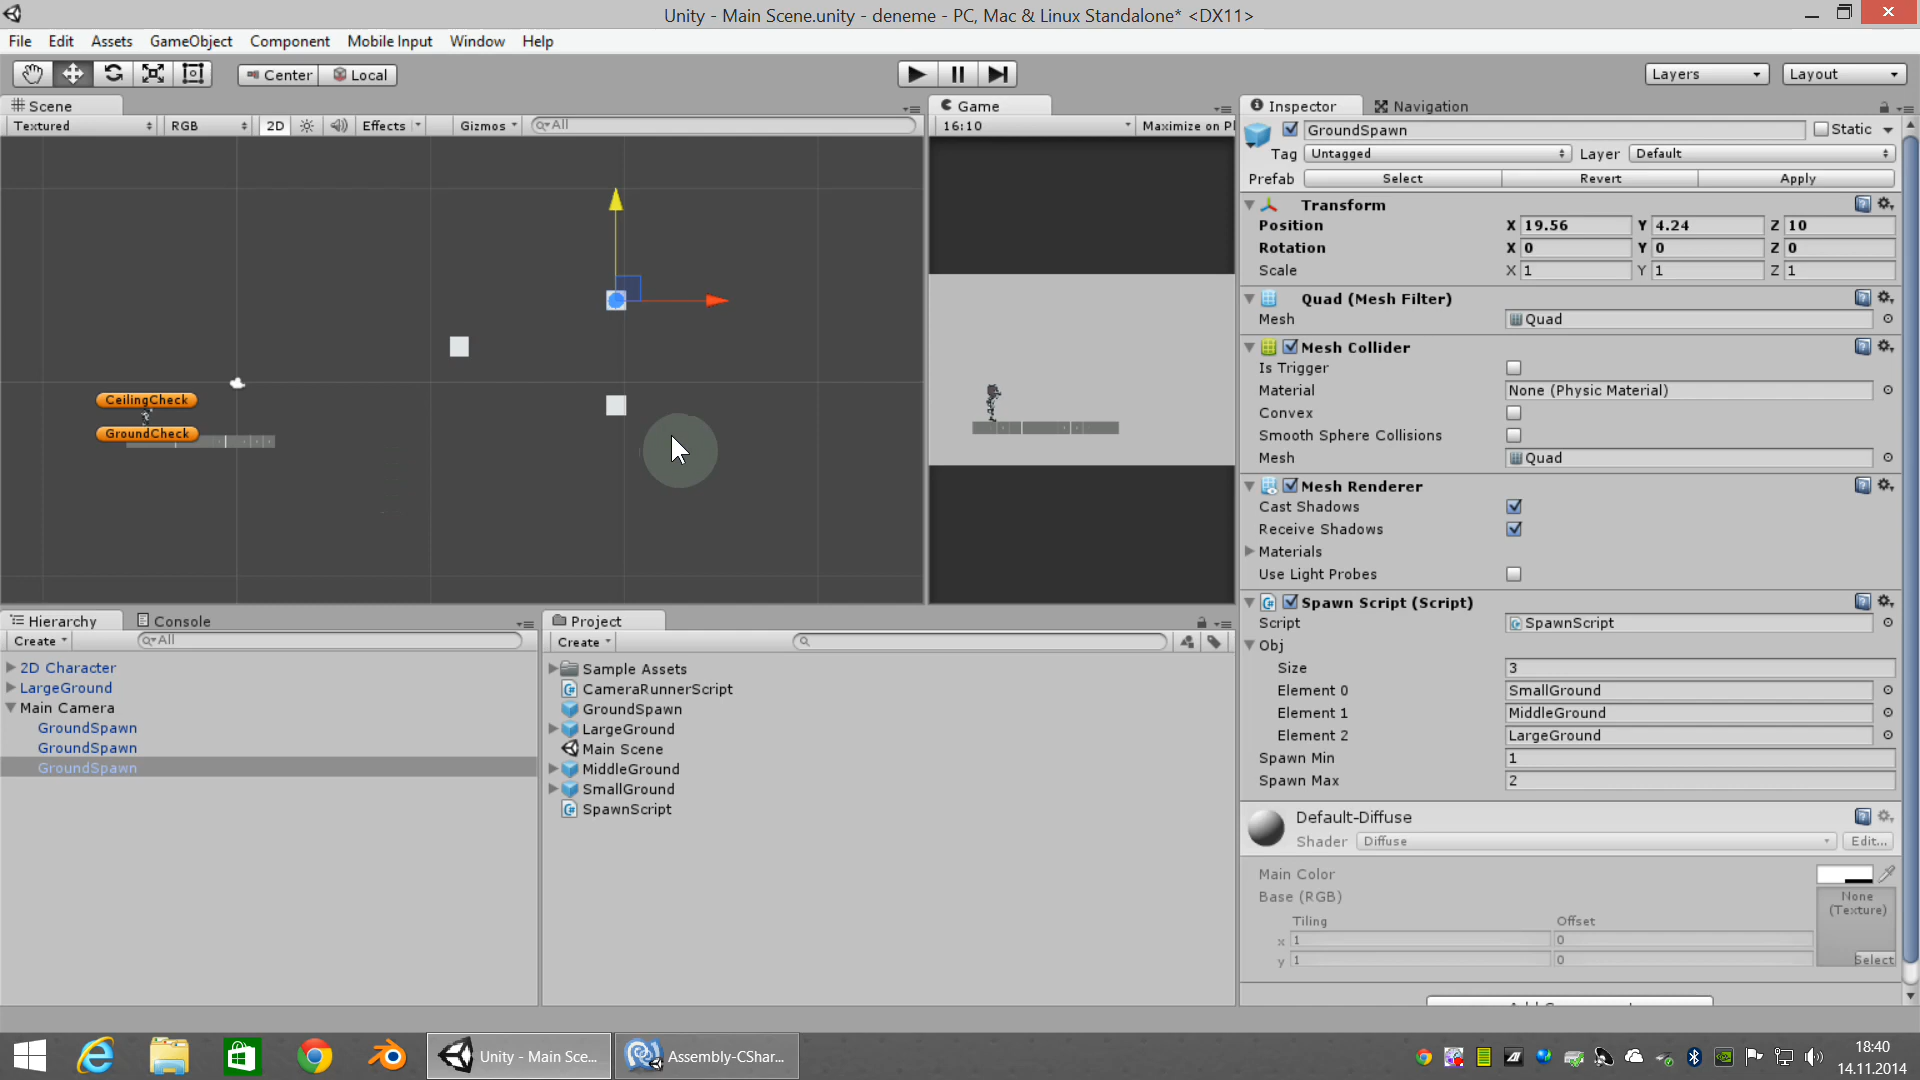 Unity - Main Scene.unity - deneme - PC, Mac & Linux Standalone* <DX11>
File Edit Assets GameObject Component Mobile Input Window Help
Center Local
Layers Layout
Scene
Textured RGB 2D Effects Gizmos All
CeilingCheck
GroundCheck
Game
16:10 Maximize on Pl
Hierarchy Console
Create All
2D Character
LargeGround
Main Camera
GroundSpawn
GroundSpawn
GroundSpawn
Project
Create
Sample Assets
CameraRunnerScript
GroundSpawn
LargeGround
Main Scene
MiddleGround
SmallGround
SpawnScript
Inspector Navigation
GroundSpawn Static
Tag Untagged Layer Default
Prefab Select Revert Apply
Transform
Position X 19.56 Y 4.24 Z 10
Rotation X 0 Y 0 Z 0
Scale X 1 Y 1 Z 1
Quad (Mesh Filter)
Mesh Quad
Mesh Collider
Is Trigger
Material None (Physic Material)
Convex
Smooth Sphere Collisions
Mesh Quad
Mesh Renderer
Cast Shadows
Receive Shadows
Materials
Use Light Probes
Spawn Script (Script)
Script SpawnScript
Obj
Size 3
Element 0 SmallGround
Element 1 MiddleGround
Element 2 LargeGround
Spawn Min 1
Spawn Max 2
Default-Diffuse
Shader Diffuse Edit...
Main Color
Base (RGB) None
(Texture)
Tiling Offset
x 1 0
y 1 0
Select
Unity - Main Sce... Assembly-CShar...
18:40
14.11.2014